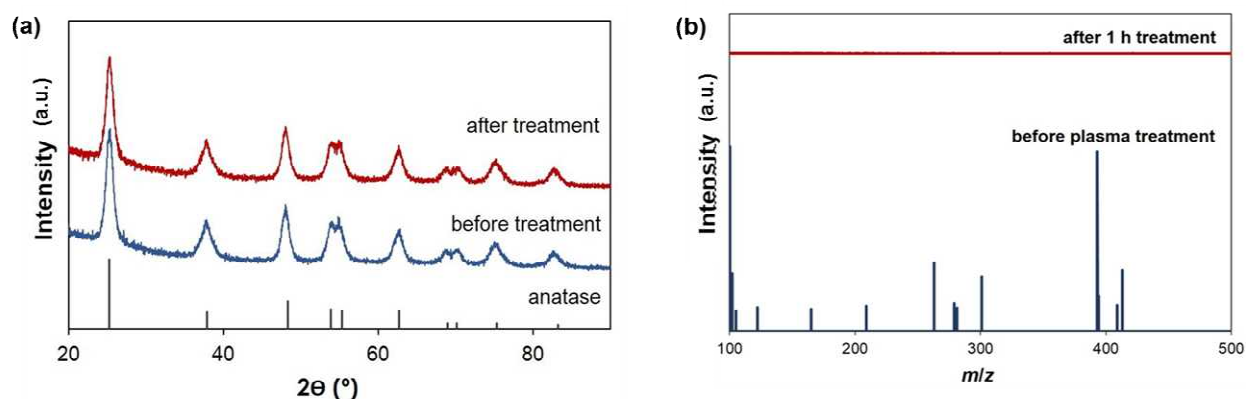 (a)
Intensity (a.u.)
after treatment
before treatment
anatase
20 40 60 80
2Θ (°)
(b)
Intensity (a.u.)
after 1 h treatment
before plasma treatment
100 200 300 400 500
m/z